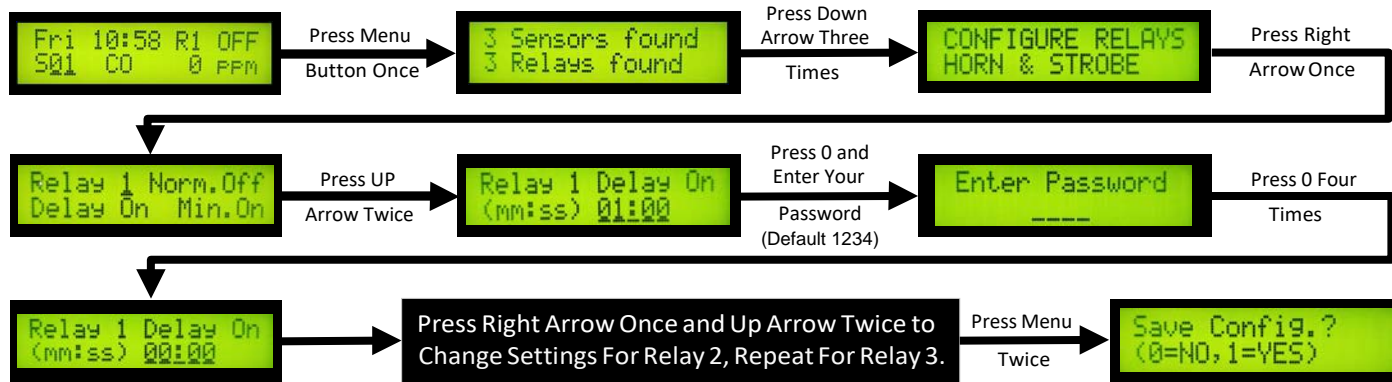 Fri 10:58 R1 OFF
S01 CO 0 PPM
Press Menu
Button Once
3 Sensors found
3 Relays found
Press Down
Arrow Three
Times
CONFIGURE RELAYS
HORN & STROBE
Press Right
Arrow Once
Relay 1 Norm.Off
Delay On Min.On
Press UP
Arrow Twice
Relay 1 Delay On
(mm:ss) 01:00
Press 0 and
Enter Your
Password
(Default 1234)
Enter Password
____
Press 0 Four
Times
Relay 1 Delay On
(mm:ss) 00:00
Press Right Arrow Once and Up Arrow Twice to
Change Settings For Relay 2, Repeat For Relay 3.
Press Menu
Twice
Save Config.?
(0=NO,1=YES)